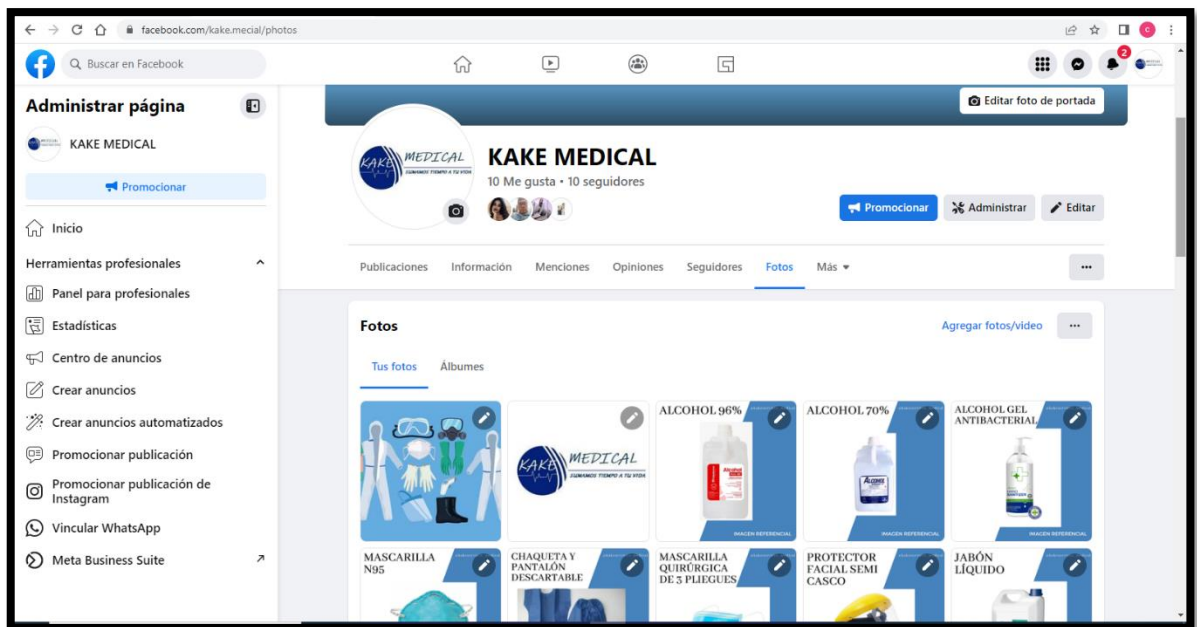 facebook.com/kake.mecial/photos
Buscar en Facebook
2
Administrar página
KAKE MEDICAL
Promocionar
Inicio
Herramientas profesionales
Panel para profesionales
Estadísticas
Centro de anuncios
Crear anuncios
Crear anuncios automatizados
Promocionar publicación
Promocionar publicación de
Instagram
Vincular WhatsApp
Meta Business Suite
Editar foto de portada
KAKE MEDICAL
SUMAMOS TIEMPO A TU VIDA
KAKE MEDICAL
10 Me gusta • 10 seguidores
Promocionar
Administrar
Editar
Publicaciones
Información
Menciones
Opiniones
Seguidores
Fotos
Más
Fotos
Agregar fotos/video
Tus fotos
Álbumes
KAKE MEDICAL
SUMAMOS TIEMPO A TU VIDA
ALCOHOL 96%
Alcohol
IMAGEN REFERENCIAL
ALCOHOL 70%
ALCOHOL
IMAGEN REFERENCIAL
ALCOHOL GEL
ANTIBACTERIAL
IMAGEN REFERENCIAL
MASCARILLA
N95
CHAQUETA Y
PANTALÓN
DESCARTABLE
MASCARILLA
QUIRÚRGICA
DE 3 PLIEGUES
PROTECTOR
FACIAL SEMI
CASCO
JABÓN
LÍQUIDO